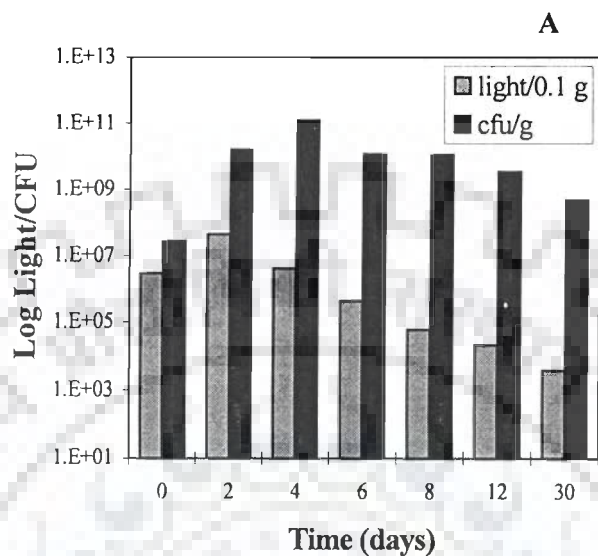 A
1.E+13
1.E+11
1.E+09
1.E+07
1.E+05
1.E+03
1.E+01
Log Light/CFU
light/0.1 g
cfu/g
0 2 4 6 8 12 30
Time (days)